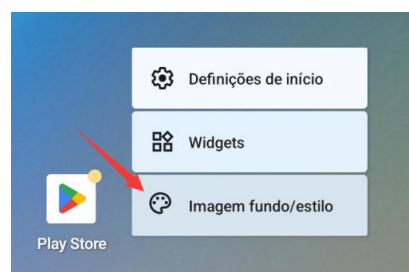 Definições de início
Widgets
Imagem fundo/estilo
Play Store